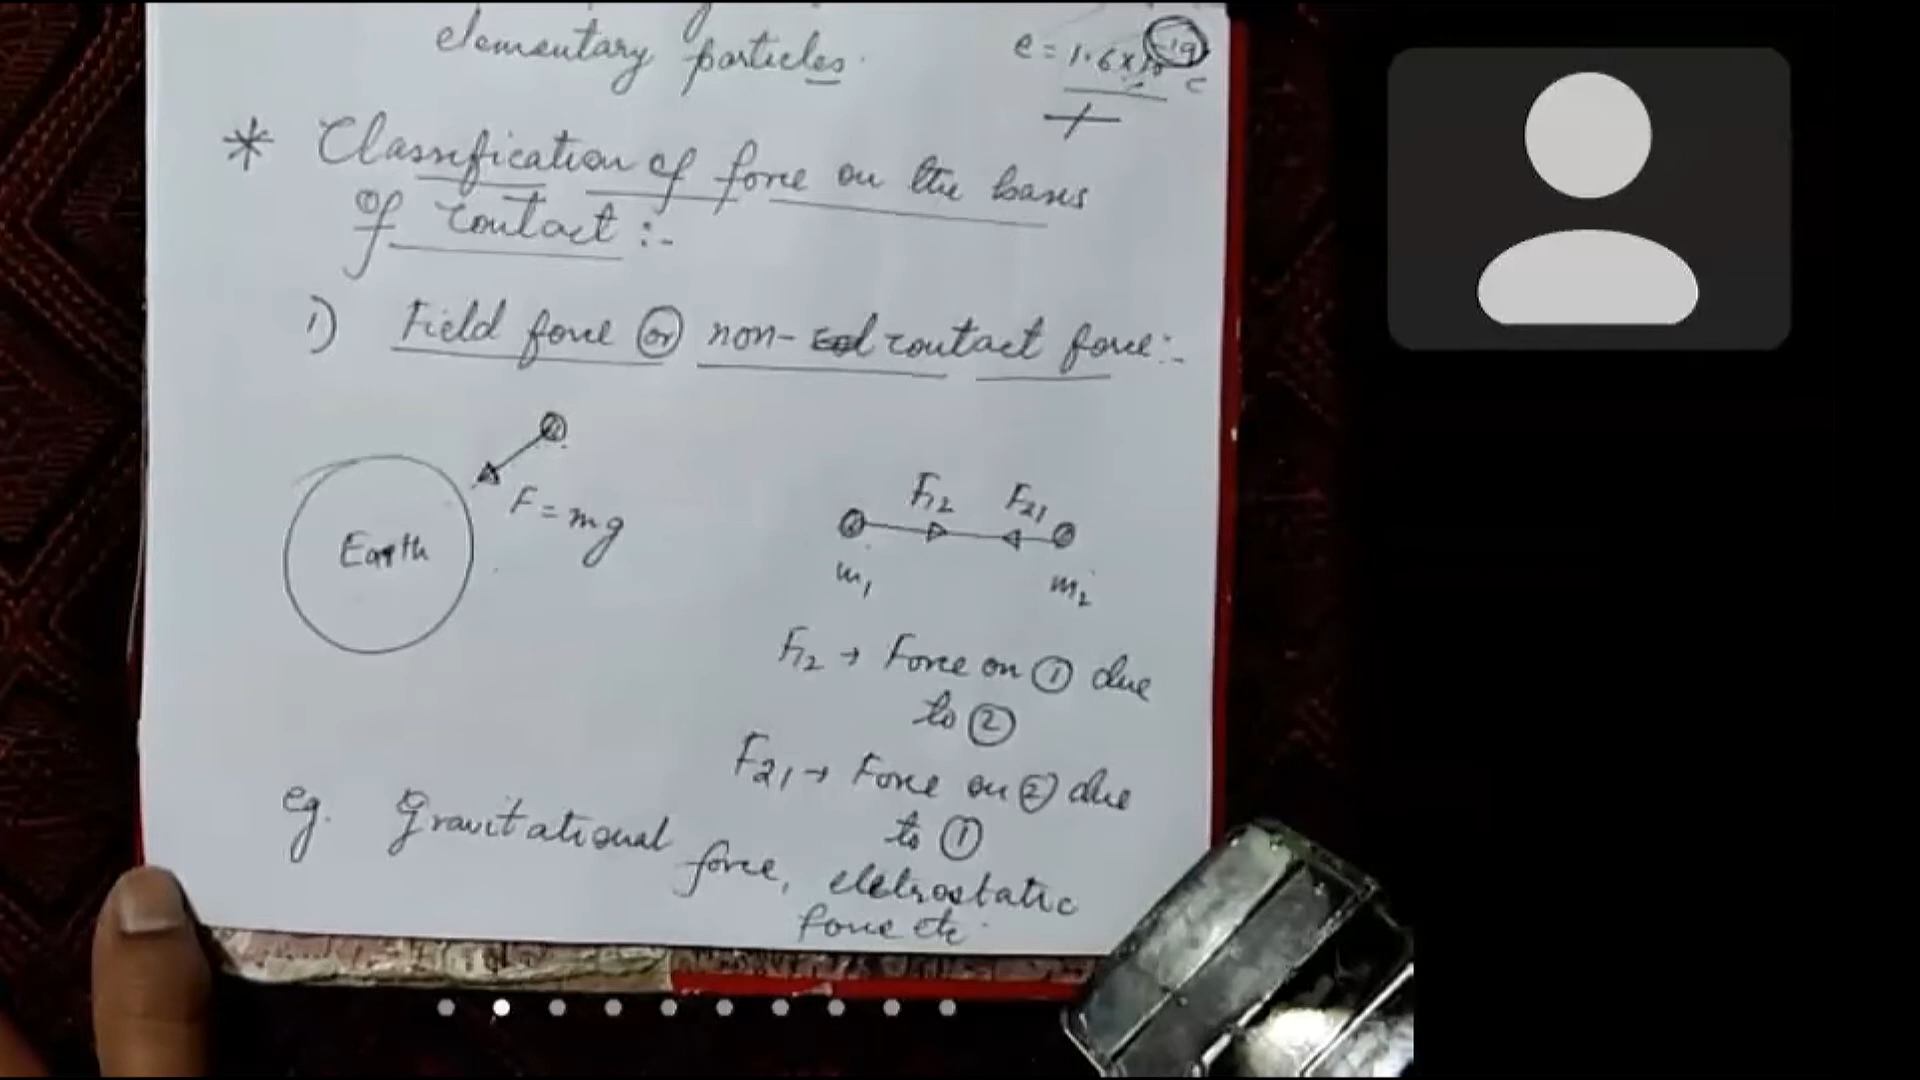 elementary particles.
e = 1.6×10^-19 C
* Classification of force on the basis
of contact :-
1) Field force or non- contact force:-
F = mg
Earth
F12 F21
m1 m2
F12 → Force on ① due
to ②
F21 → Force on ② due
to ①
eg. Gravitational force, eletrostatic
force etc.